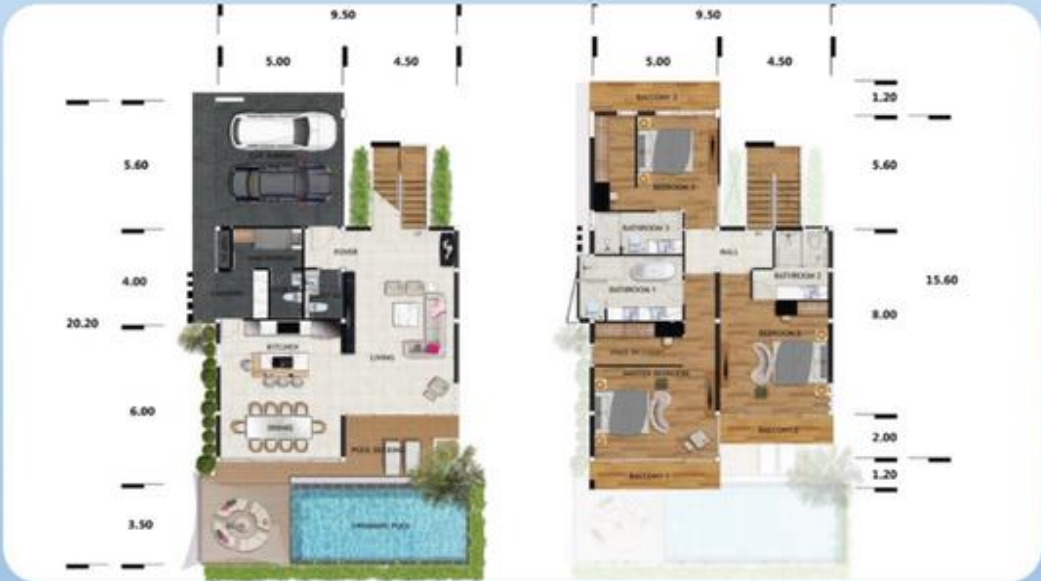 9.50
9.50
5.00
4.50
5.00
4.50
BALCONY 3
1.20
5.60
CAR PARKING
5.60
BEDROOM 3
BATHROOM 3
FOYER
HALL
4.00
BATHROOM 2
15.60
BATHROOM 1
8.00
20.20
KITCHEN
LIVING
BEDROOM 2
MASTER BEDROOM
6.00
DINING
BALCONY 2
2.00
POOL DECKING
BALCONY 1
1.20
3.50
SWIMMING POOL